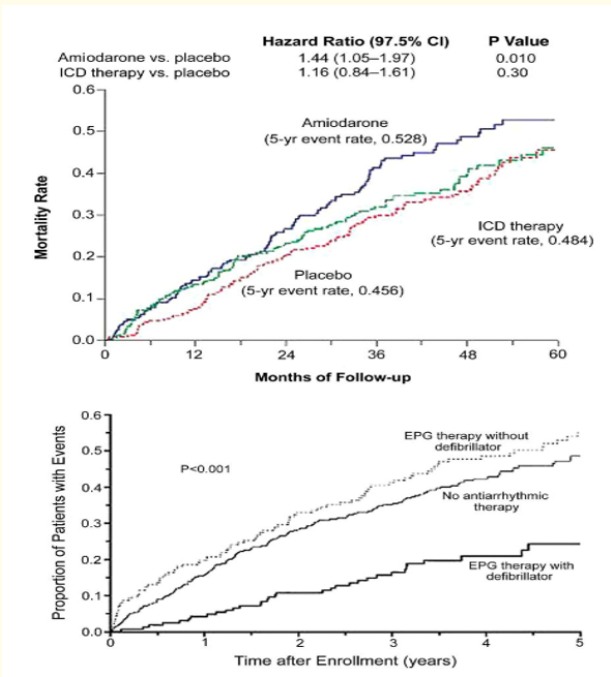 Hazard Ratio (97.5% CI) P Value
Amiodarone vs. placebo 1.44 (1.05–1.97) 0.010
ICD therapy vs. placebo 1.16 (0.84–1.61) 0.30
0.6
0.5
0.4
0.3
0.2
0.1
0.0
Mortality Rate
Amiodarone
(5-yr event rate, 0.528)
ICD therapy
(5-yr event rate, 0.484)
Placebo
(5-yr event rate, 0.456)
0 12 24 36 48 60
Months of Follow-up
0.6
0.5
0.4
0.3
0.2
0.1
0.0
Proportion of Patients with Events
P<0.001
EPG therapy without
defibrillator
No antiarrhythmic
therapy
EPG therapy with
defibrillator
0 1 2 3 4 5
Time after Enrollment (years)